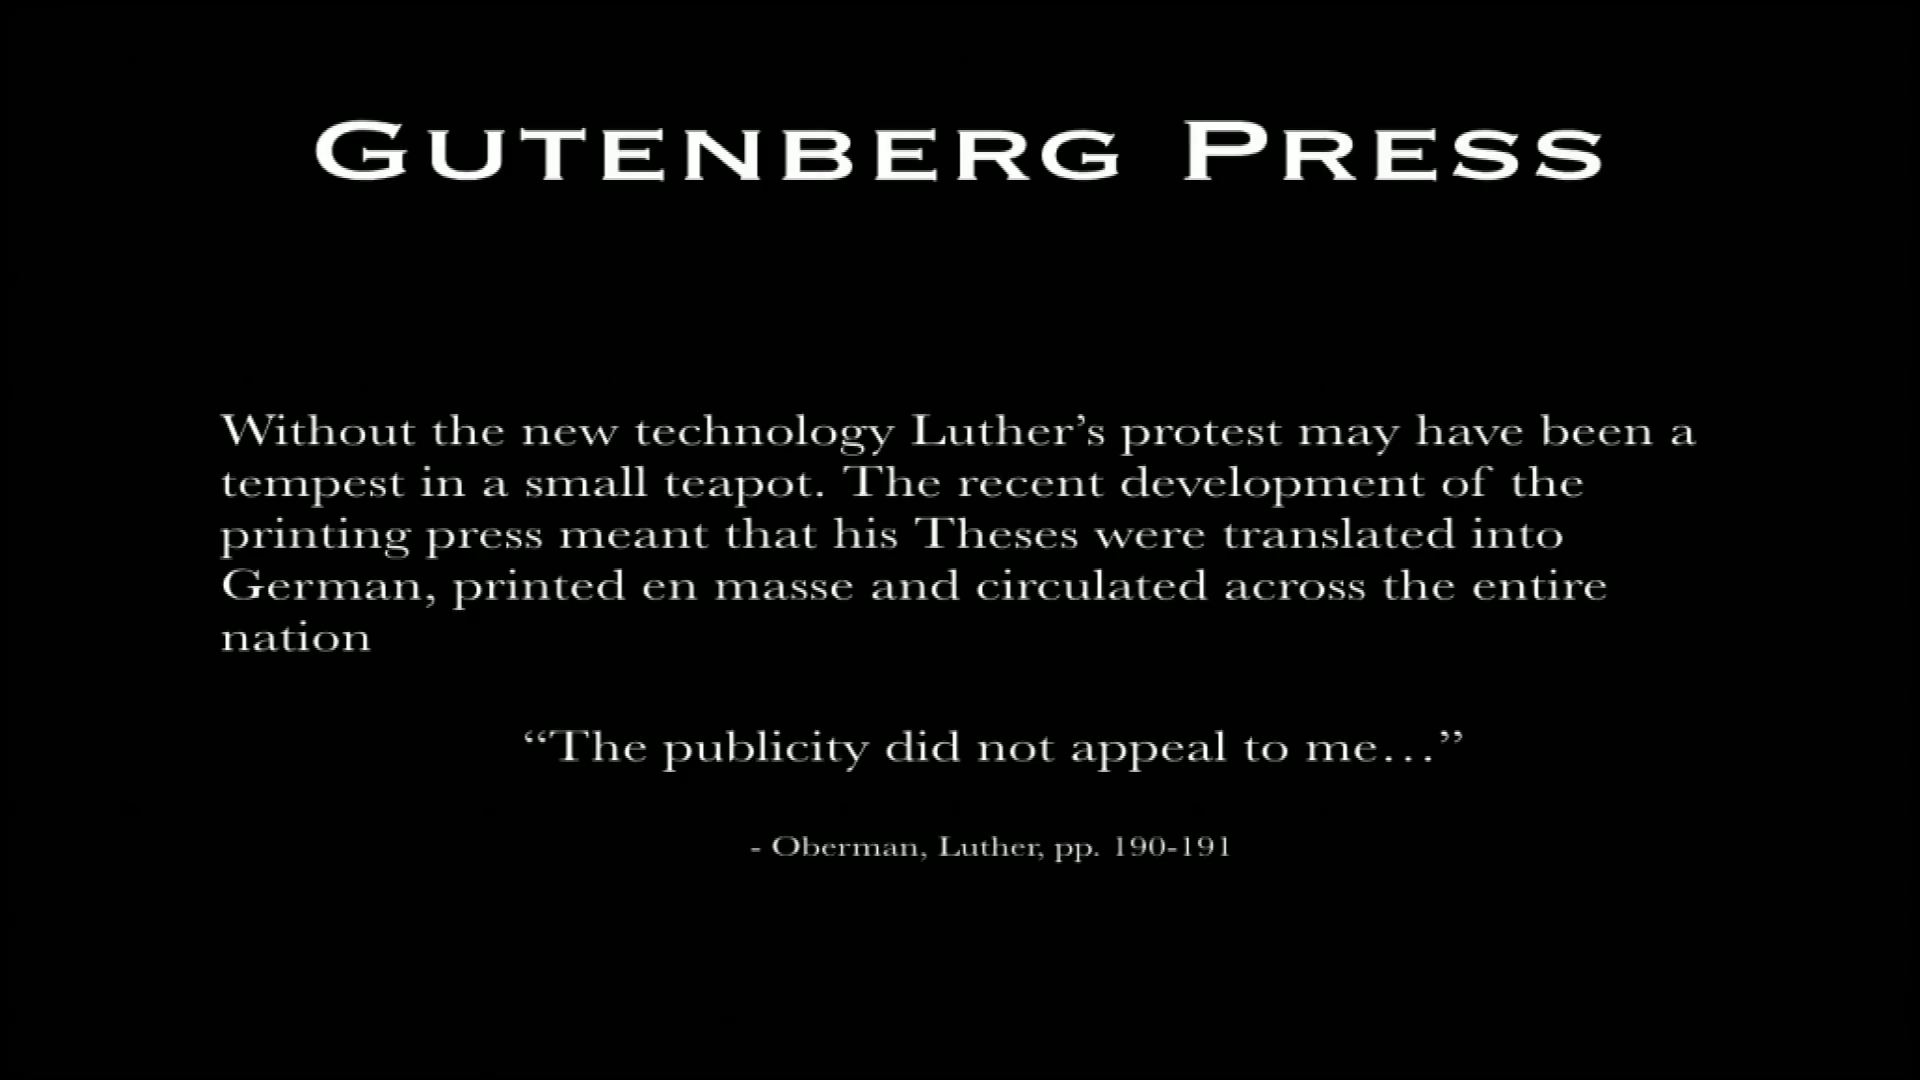 GUTENBERG PRESS
Without the new technology Luther’s protest may have been a
tempest in a small teapot. The recent development of the
printing press meant that his Theses were translated into
German, printed en masse and circulated across the entire
nation
“The publicity did not appeal to me…”
- Oberman, Luther, pp. 190-191